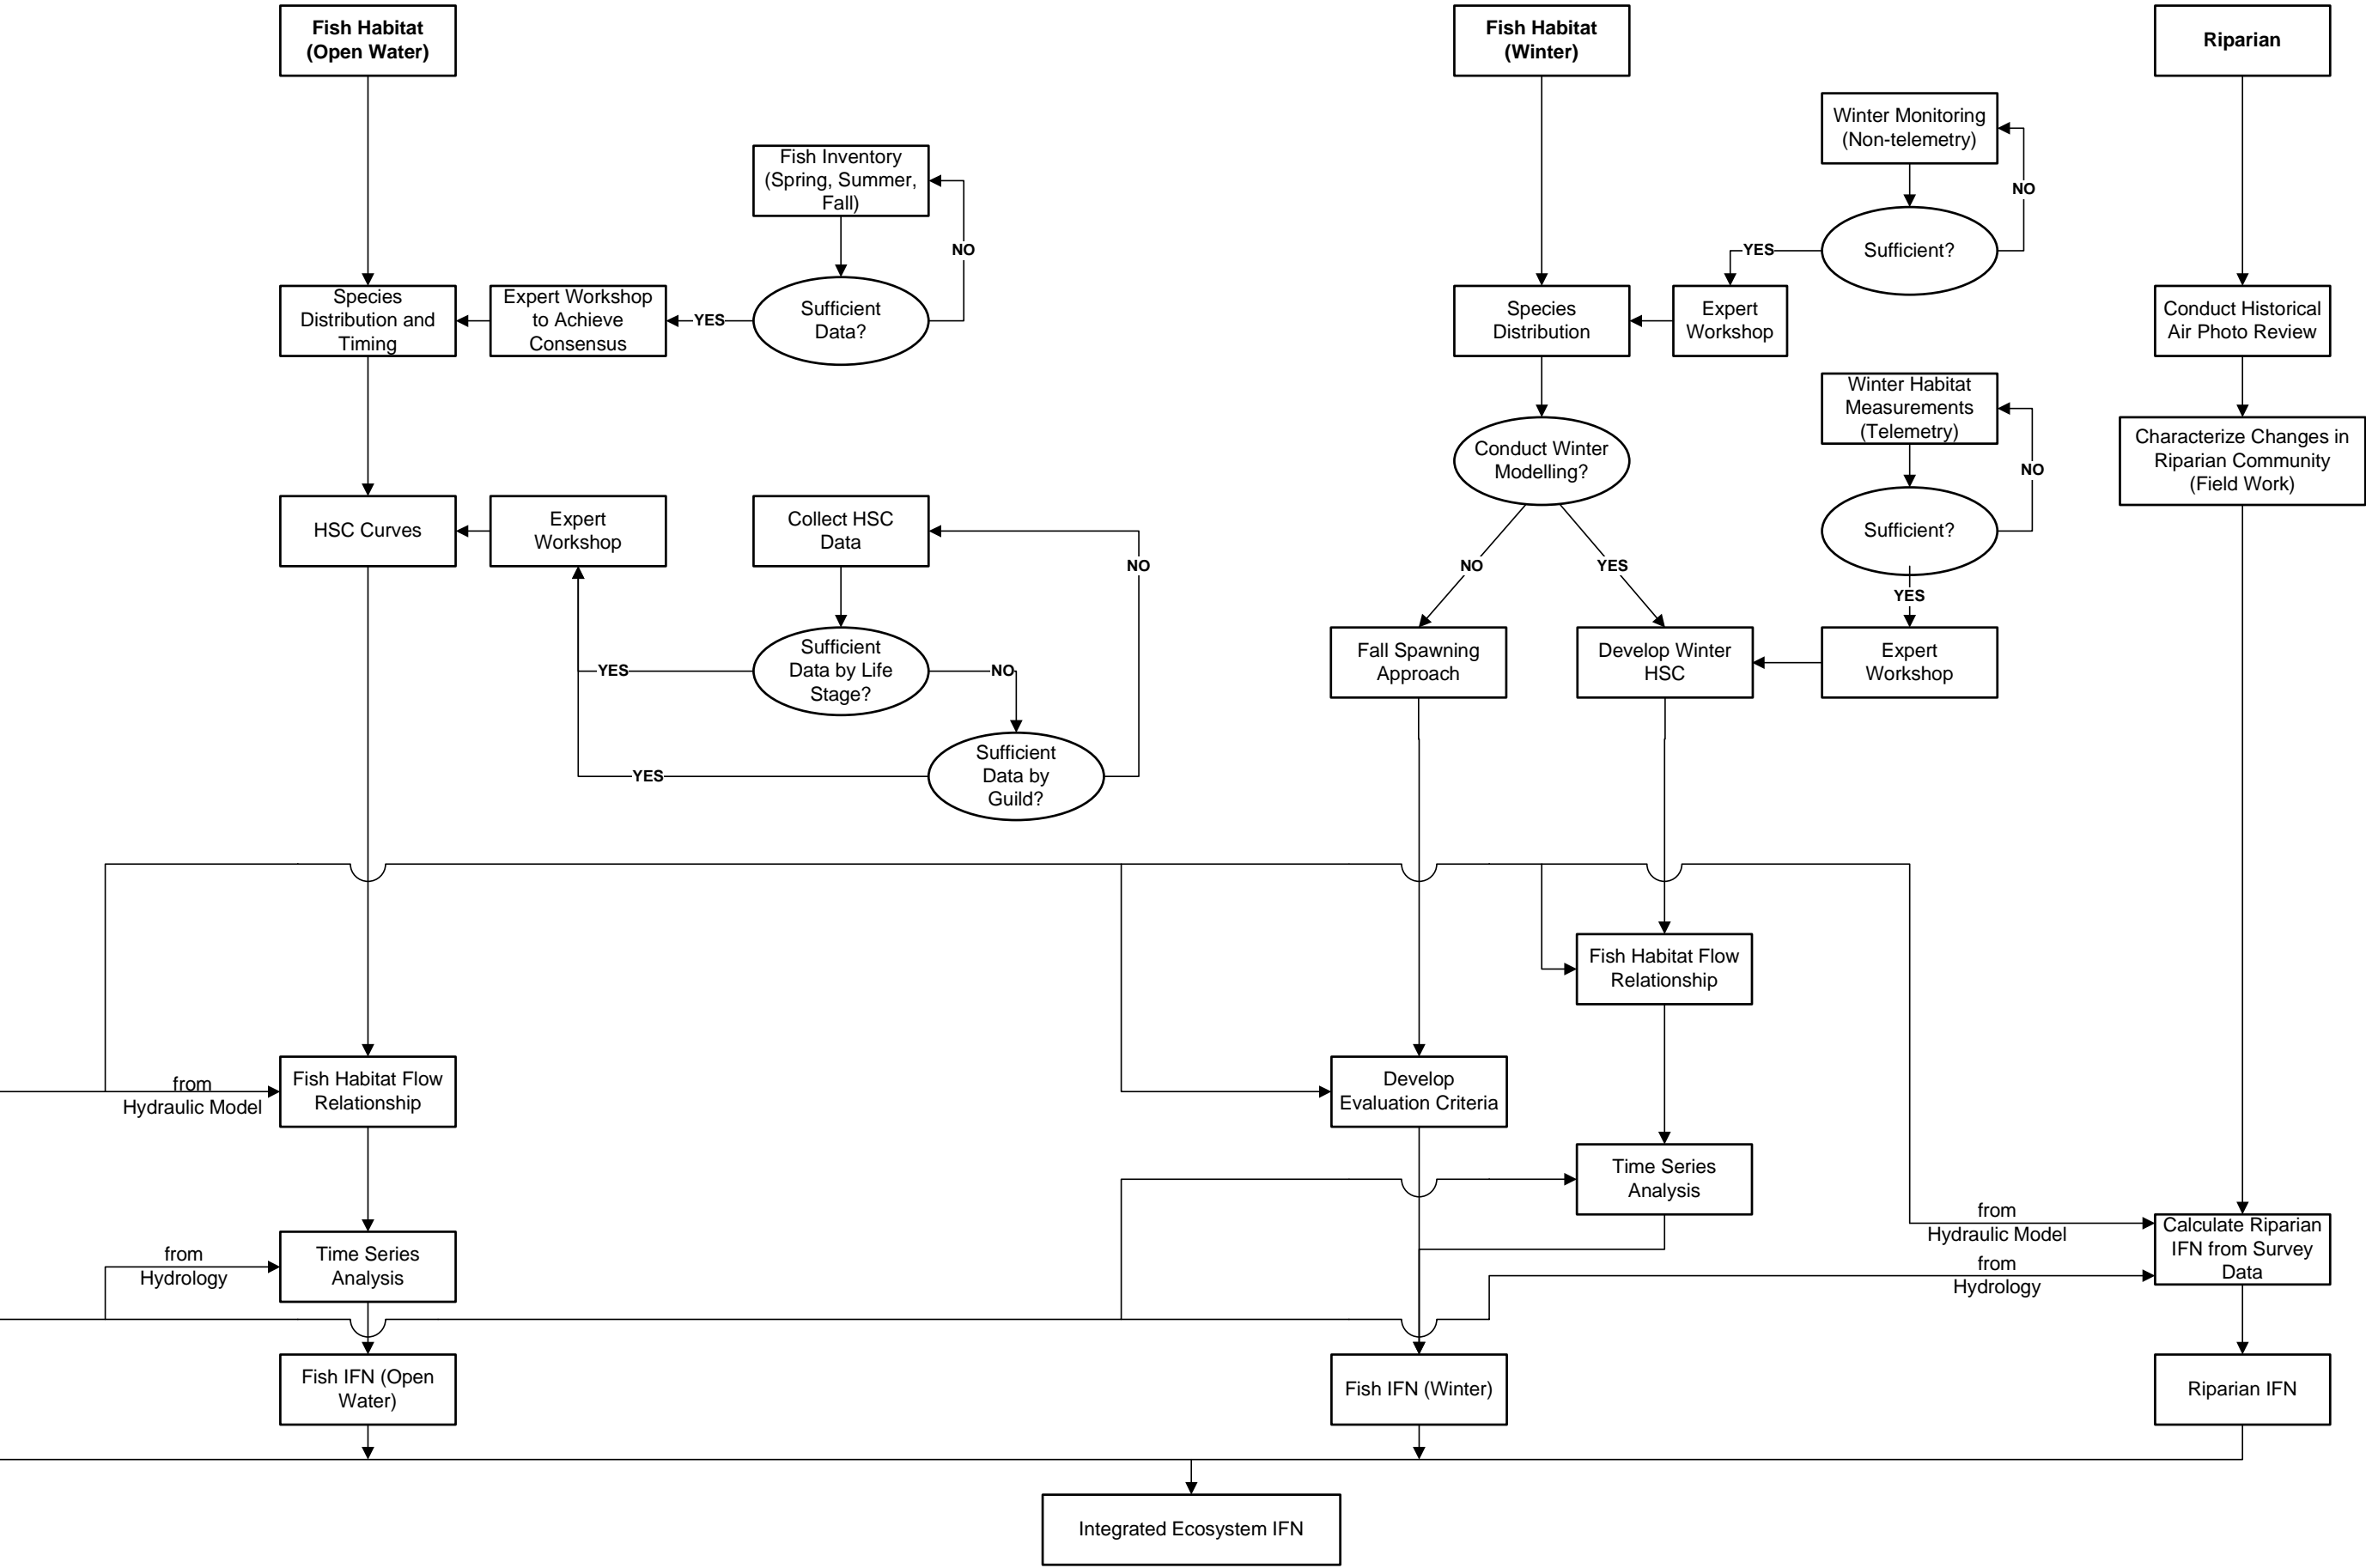 Fish Habitat
(Open Water)
Fish Habitat
(Winter)
Riparian
Winter Monitoring
(Non-telemetry)
Fish Inventory
(Spring, Summer,
Fall)
NO
NO
Sufficient?
YES
Species
Distribution and
Timing
Expert Workshop
to Achieve
Consensus
YES
Sufficient
Data?
Species
Distribution
Expert
Workshop
Conduct Historical
Air Photo Review
Winter Habitat
Measurements
(Telemetry)
Conduct Winter
Modelling?
NO
Characterize Changes in
Riparian Community
(Field Work)
HSC Curves
Expert
Workshop
Collect HSC
Data
NO
Sufficient?
NO
YES
YES
Sufficient
Data by Life
Stage?
YES
NO
Fall Spawning
Approach
Develop Winter
HSC
Expert
Workshop
Sufficient
Data by
Guild?
YES
Fish Habitat Flow
Relationship
from
Hydraulic Model
Fish Habitat Flow
Relationship
Develop
Evaluation Criteria
Time Series
Analysis
from
Hydraulic Model
Calculate Riparian
IFN from Survey
Data
from
Hydrology
Time Series
Analysis
from
Hydrology
Fish IFN (Open
Water)
Fish IFN (Winter)
Riparian IFN
Integrated Ecosystem IFN